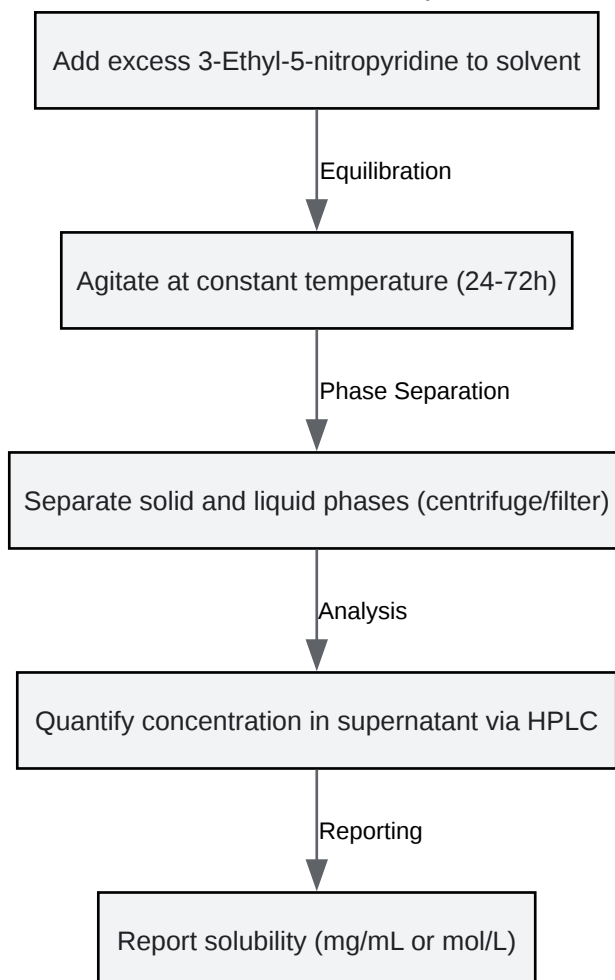 Add excess 3-Ethyl-5-nitropyridine to solvent
Equilibration
Agitate at constant temperature (24-72h)
Phase Separation
Separate solid and liquid phases (centrifuge/filter)
Analysis
Quantify concentration in supernatant via HPLC
Reporting
Report solubility (mg/mL or mol/L)